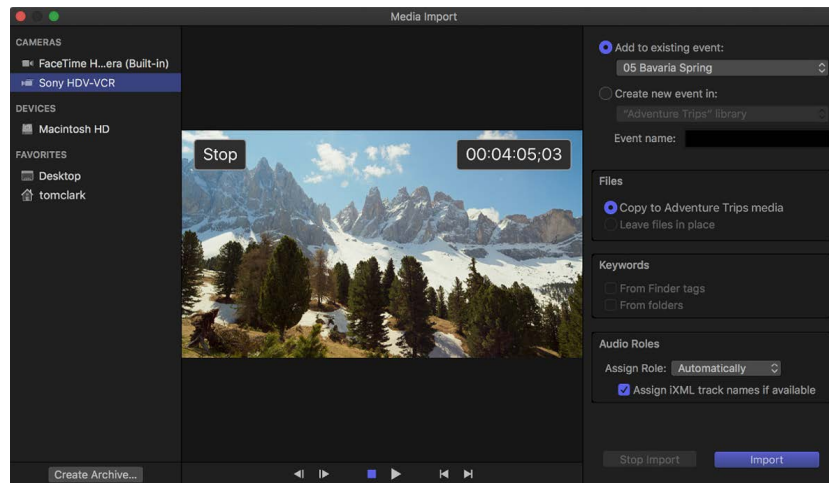 Media Import
CAMERAS
FaceTime H...era (Built-in)
Sony HDV-VCR
DEVICES
Macintosh HD
FAVORITES
Desktop
tomclark
Create Archive...
Stop
00:04:05;03
Add to existing event:
05 Bavaria Spring
Create new event in:
"Adventure Trips" library
Event name:
Files
Copy to Adventure Trips media
Leave files in place
Keywords
From Finder tags
From folders
Audio Roles
Assign Role: Automatically
Assign iXML track names if available
Stop Import
Import